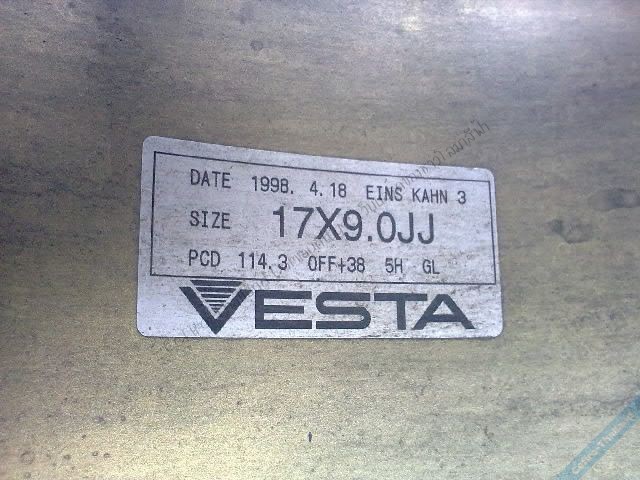 DATE 1998. 4.18 EINS KAHN 3
SIZE 17X9.0JJ
PCD 114.3 OFF+38 5H GL
VESTA